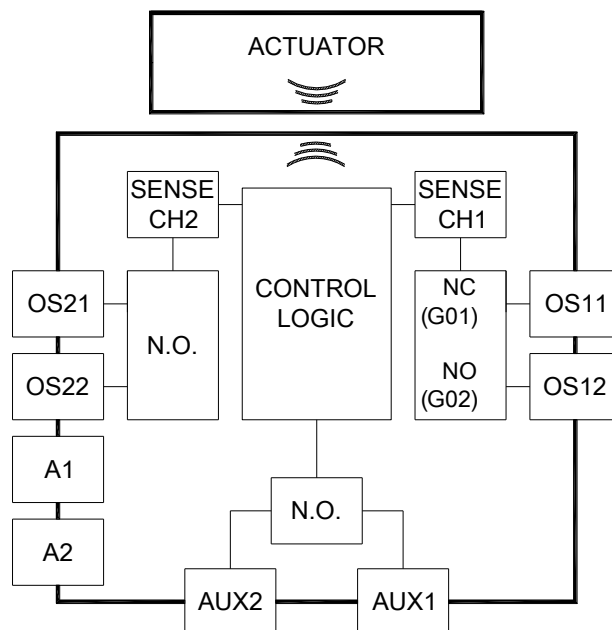 ACTUATOR
SENSE
CH2
SENSE
CH1
CONTROL
LOGIC
OS21
OS22
N.O.
NC
(G01)
NO
(G02)
OS11
OS12
A1
A2
N.O.
AUX2
AUX1